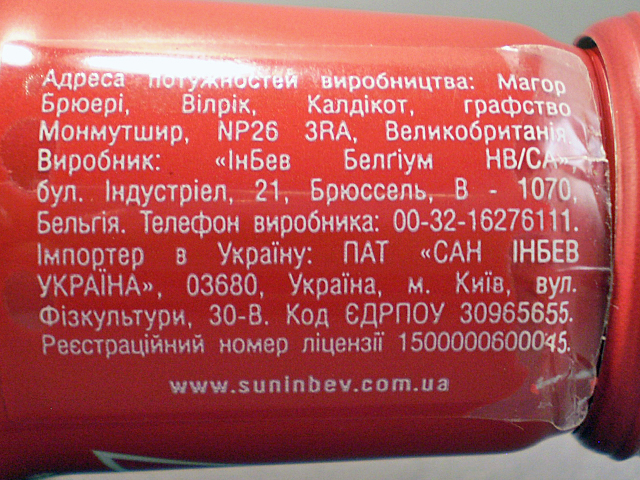 Адреса потужностей виробництва: Магор
Брюері, Вілрік, Калдікот, графство
Монмутшир, NP26 3RA, Великобританія
Виробник: «ІнБев Белґіум НВ/СА»,
бул. Індустріел, 21, Брюссель, В - 1070,
Бельгія. Телефон виробника: 00-32-16276111.
Імпортер в Україну: ПАТ «САН ІНБЕВ
УКРАЇНА», 03680, Україна, м. Київ, вул.
Фізкультури, 30-В. Код ЄДРПОУ 30965655.
Реєстраційний номер ліцензії 1500000600045.
www.suninbev.com.ua